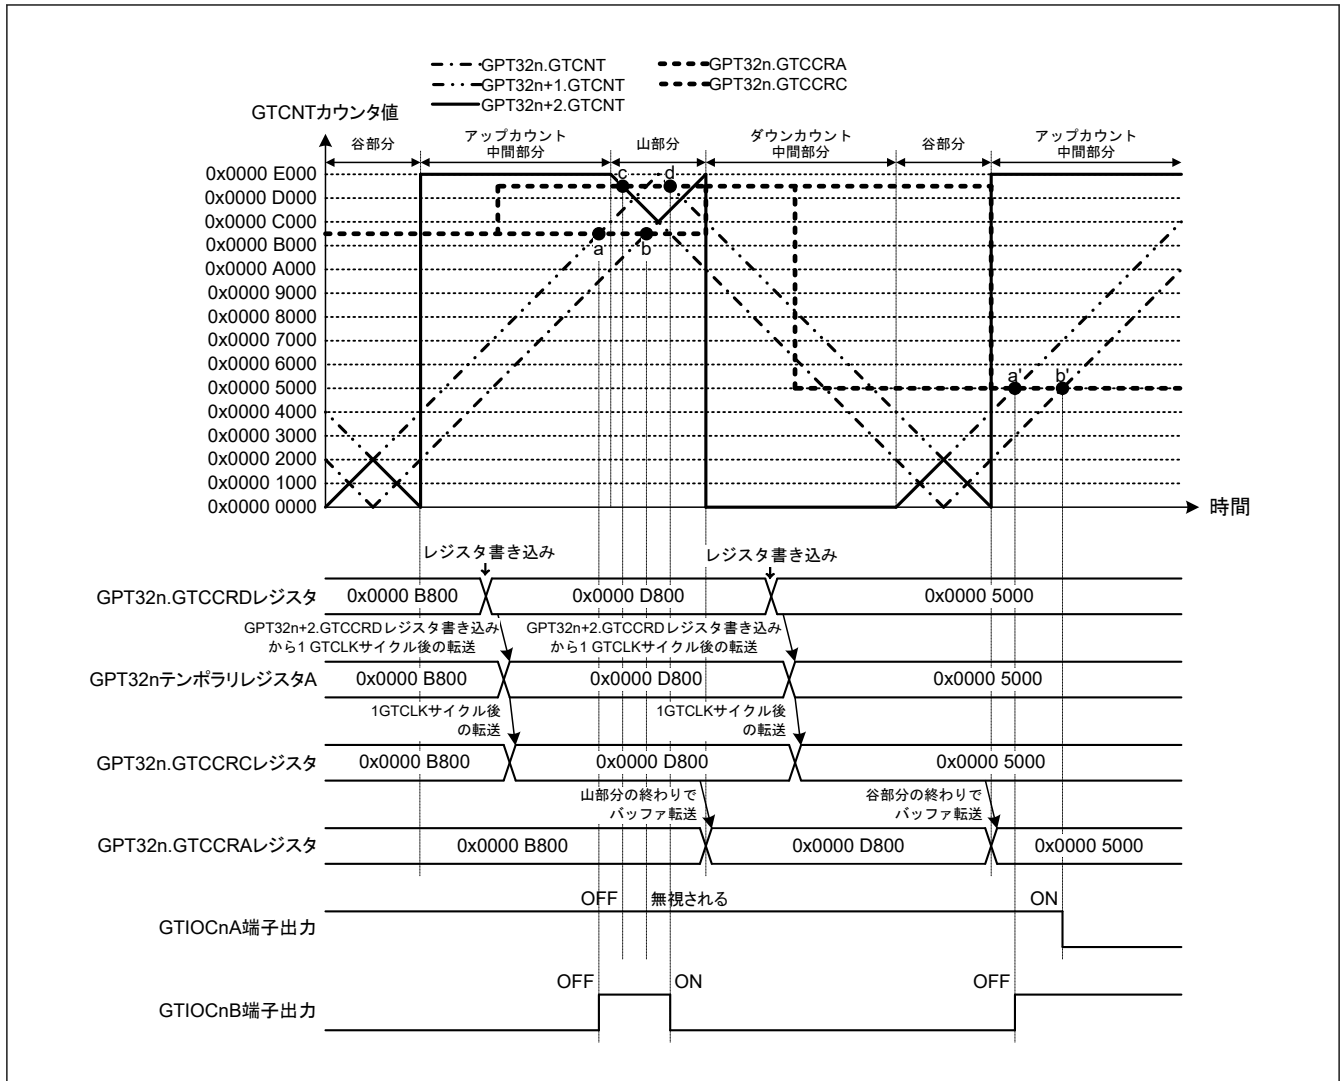 GPT32n.GTCNT
GPT32n+1.GTCNT
GPT32n+2.GTCNT
GPT32n.GTCCRA
GPT32n.GTCCRC
GTCNTカウンタ値
谷部分
アップカウント
中間部分
山部分
ダウンカウント
中間部分
谷部分
アップカウント
中間部分
0x0000 E000
0x0000 D000
0x0000 C000
0x0000 B000
0x0000 A000
0x0000 9000
0x0000 8000
0x0000 7000
0x0000 6000
0x0000 5000
0x0000 4000
0x0000 3000
0x0000 2000
0x0000 1000
0x0000 0000
c
d
a
b
a'
b'
時間
レジスタ書き込み
レジスタ書き込み
GPT32n.GTCCRDレジスタ
0x0000 B800
0x0000 D800
0x0000 5000
GPT32n+2.GTCCRDレジスタ書き込み
から1 GTCLKサイクル後の転送
GPT32n+2.GTCCRDレジスタ書き込み
から1 GTCLKサイクル後の転送
GPT32nテンポラリレジスタA
0x0000 B800
0x0000 D800
0x0000 5000
1GTCLKサイクル後
の転送
1GTCLKサイクル後
の転送
GPT32n.GTCCRCレジスタ
0x0000 B800
0x0000 D800
0x0000 5000
山部分の終わりで
バッファ転送
谷部分の終わりで
バッファ転送
GPT32n.GTCCRAレジスタ
0x0000 B800
0x0000 D800
0x0000 5000
OFF
無視される
ON
GTIOCnA端子出力
OFF
ON
OFF
GTIOCnB端子出力